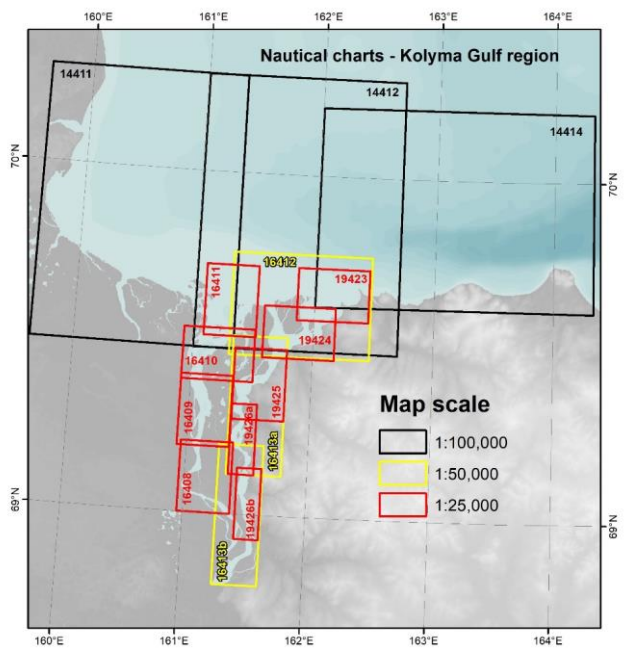 160°E 161°E 162°E 163°E 164°E
Nautical charts - Kolyma Gulf region
14411
14412
14414
70°N
70°N
16412
16411
19423
19424
16410
19425
16409
19426a
16413a
16408
19426b
16413b
Map scale
1:100,000
1:50,000
1:25,000
69°N
69°N
160°E 161°E 162°E 163°E 164°E